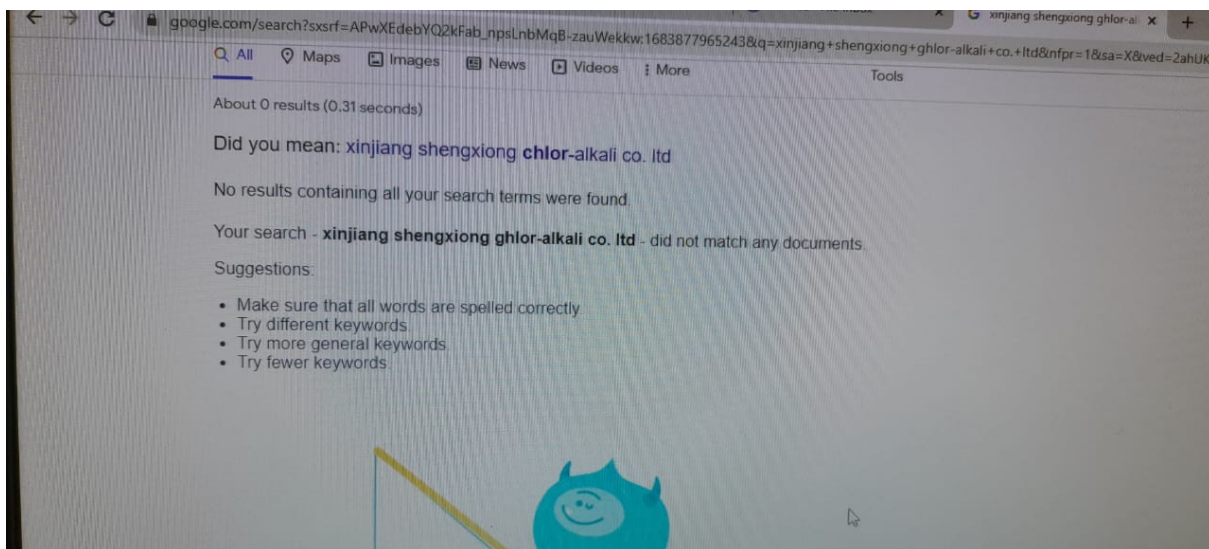 xinjiang shengxiong ghlor-al
google.com/search?sxsrf=APwXEdebYQ2kFab_npsLnbMqB-zauWekkw:1683877965243&q=xinjiang+shengxiong+ghlor-alkali+co.+ltd&nfpr=1&sa=X&ved=2ahUK
All Maps Images News Videos More Tools
About 0 results (0.31 seconds)
Did you mean: xinjiang shengxiong chlor-alkali co. ltd
No results containing all your search terms were found.
Your search - xinjiang shengxiong ghlor-alkali co. ltd - did not match any documents.
Suggestions:
• Make sure that all words are spelled correctly.
• Try different keywords.
• Try more general keywords.
• Try fewer keywords.